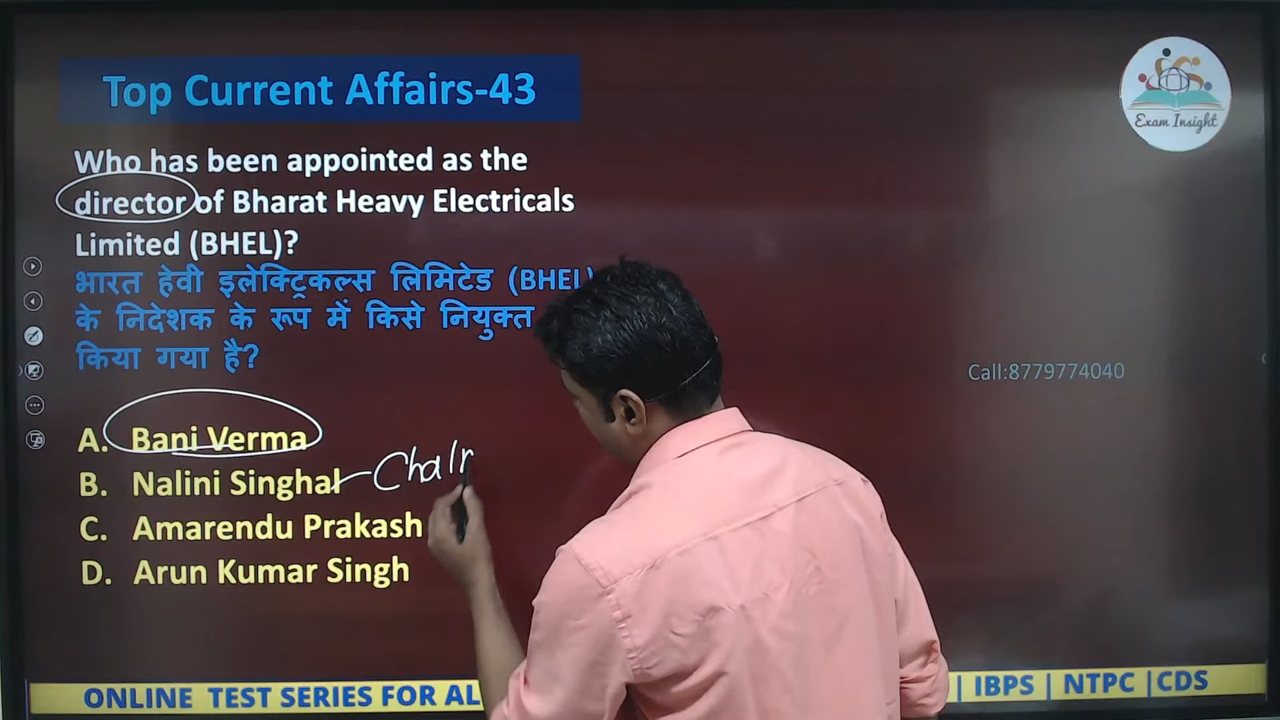 Top Current Affairs-43
Exam Insight
Who has been appointed as the
director of Bharat Heavy Electricals
Limited (BHEL)?
भारत हेवी इलेक्ट्रिकल्स लिमिटेड (BHEL)
के निदेशक के रूप में किसे नियुक्त
किया गया है?
Call:8779774040
A. Bani Verma
B. Nalini Singhal - Chair
C. Amarendu Prakash
D. Arun Kumar Singh
ONLINE TEST SERIES FOR AL | IBPS | NTPC |CDS